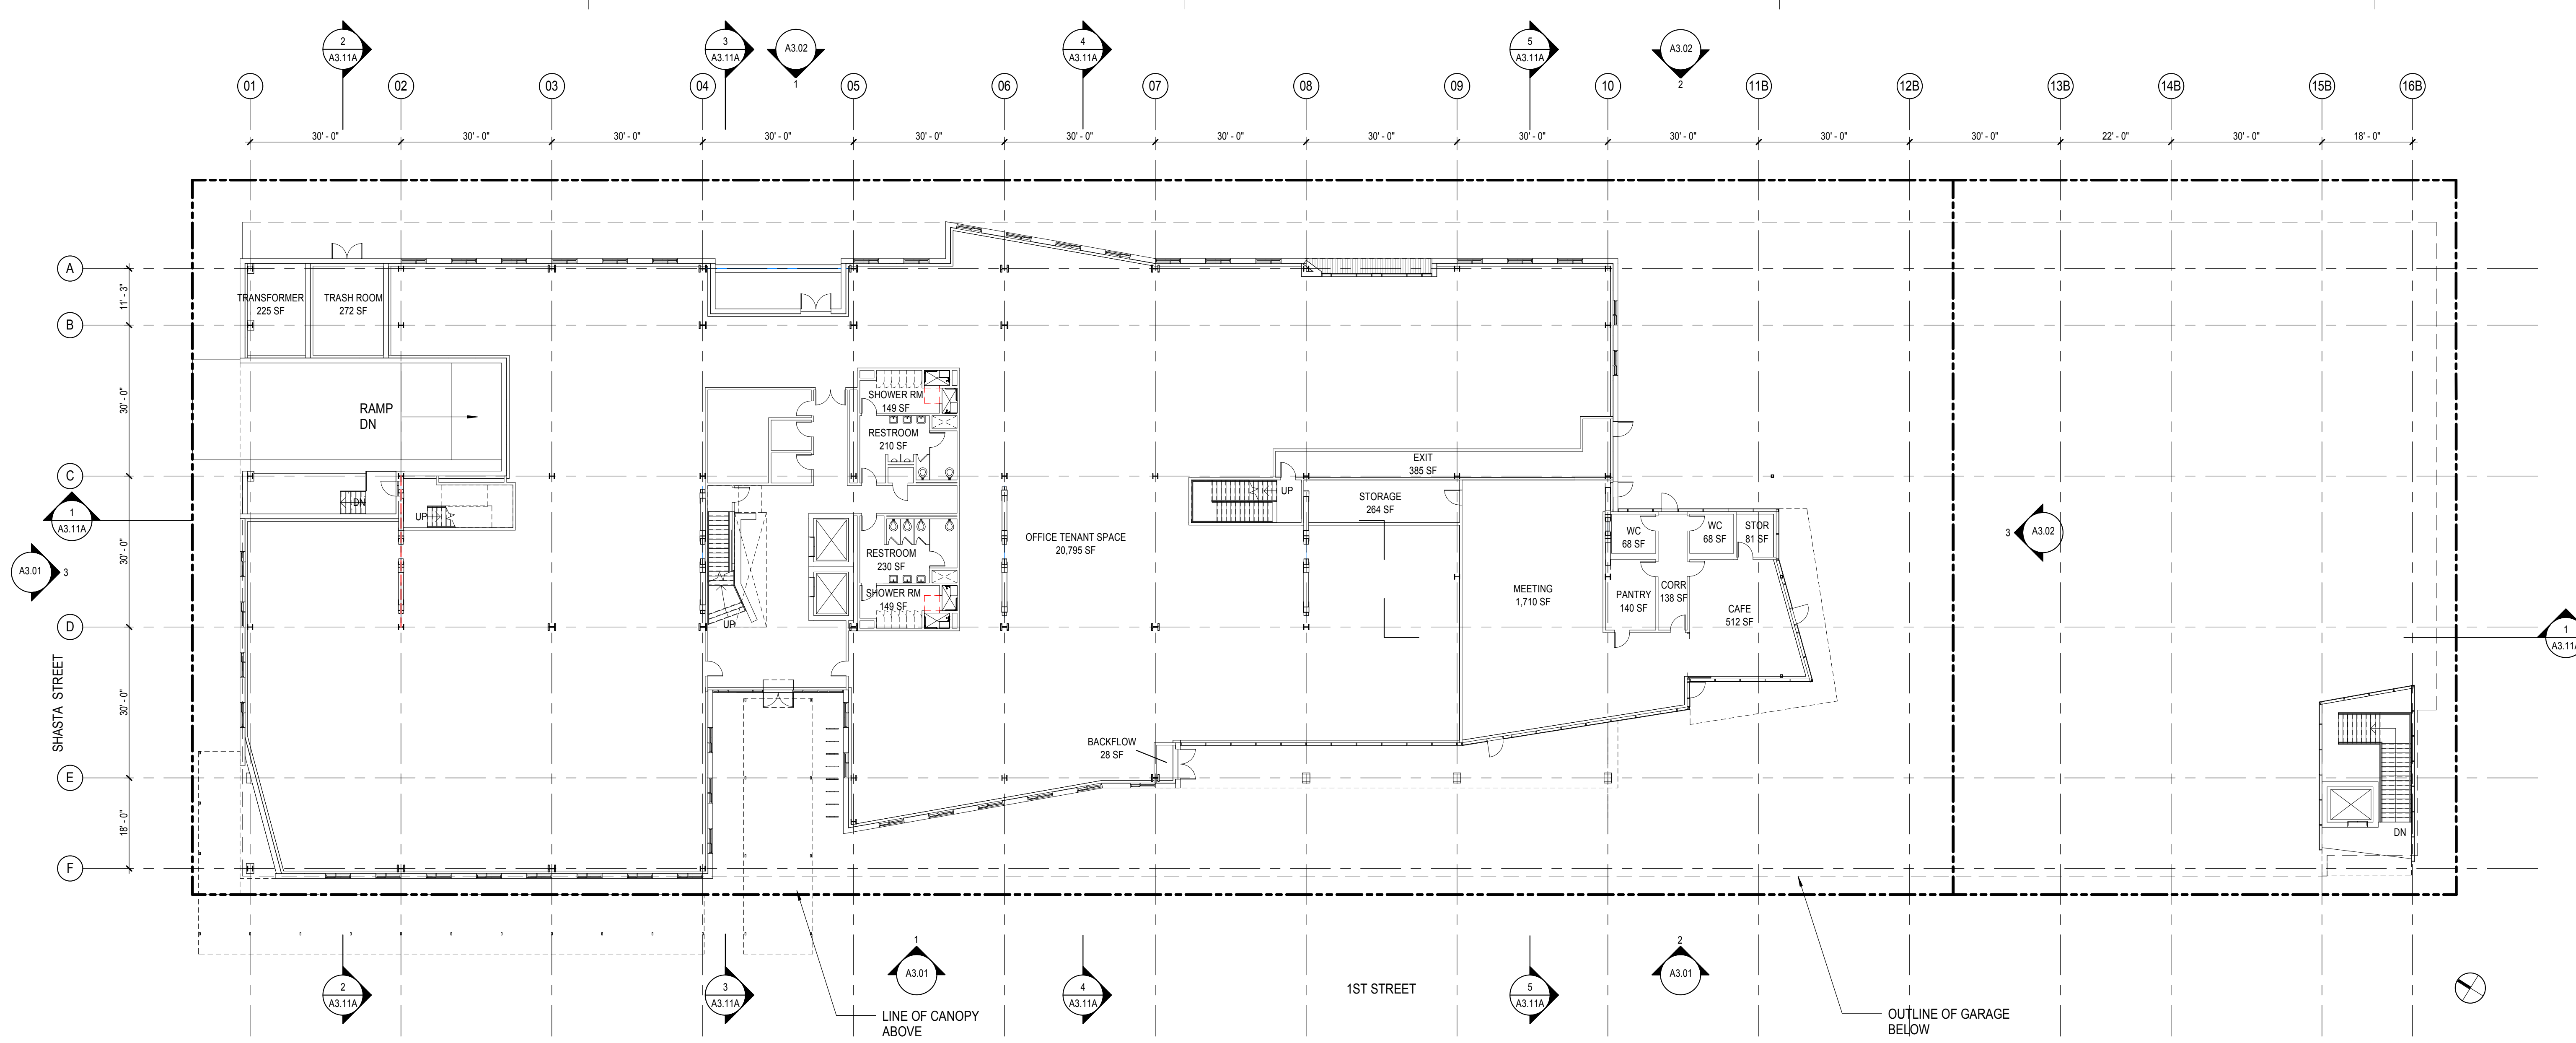 2
A3.11A
3
A3.11A
A3.02
1
4
A3.11A
5
A3.11A
A3.02
2
01 02 03 04 05 06 07 08 09 10 11B 12B 13B 14B 15B 16B
30' - 0" 30' - 0" 30' - 0" 30' - 0" 30' - 0" 30' - 0" 30' - 0" 30' - 0" 30' - 0" 30' - 0" 30' - 0" 30' - 0" 22' - 0" 30' - 0" 18' - 0"
A
B
C
D
E
F
11' - 3"
30' - 0"
30' - 0"
30' - 0"
18' - 0"
TRANSFORMER
225 SF
TRASH ROOM
272 SF
RAMP
DN
DN
UP
1
A3.11A
A3.01
3
SHASTA STREET
SHOWER RM
149 SF
RESTROOM
210 SF
RESTROOM
230 SF
SHOWER RM
149 SF
UP
OFFICE TENANT SPACE
20,795 SF
EXIT
385 SF
UP
STORAGE
264 SF
MEETING
1,710 SF
WC
68 SF
WC
68 SF
STOR
81 SF
PANTRY
140 SF
CORR
138 SF
CAFE
512 SF
BACKFLOW
28 SF
3
A3.02
1
A3.11A
DN
2
A3.11A
3
A3.11A
1
A3.01
4
A3.11A
1ST STREET
5
A3.11A
2
A3.01
LINE OF CANOPY
ABOVE
OUTLINE OF GARAGE
BELOW